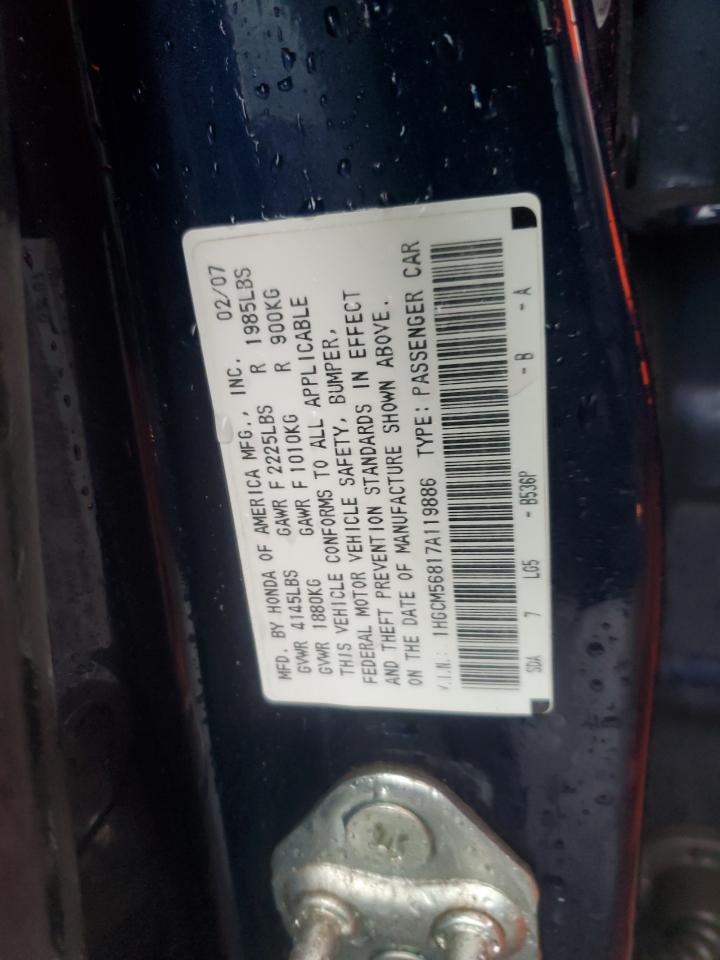 MFD. BY HONDA OF AMERICA MFG., INC. 02/07
GVWR 4145LBS GAWR F 2225LBS R 1985LBS
GVWR 1880KG GAWR F 1010KG R 900KG
THIS VEHICLE CONFORMS TO ALL APPLICABLE
FEDERAL MOTOR VEHICLE SAFETY, BUMPER,
AND THEFT PREVENTION STANDARDS IN EFFECT
ON THE DATE OF MANUFACTURE SHOWN ABOVE.
V.I.N.: 1HGCM56817A119886 TYPE: PASSENGER CAR
SDA 7 L05 - B536P - B - A